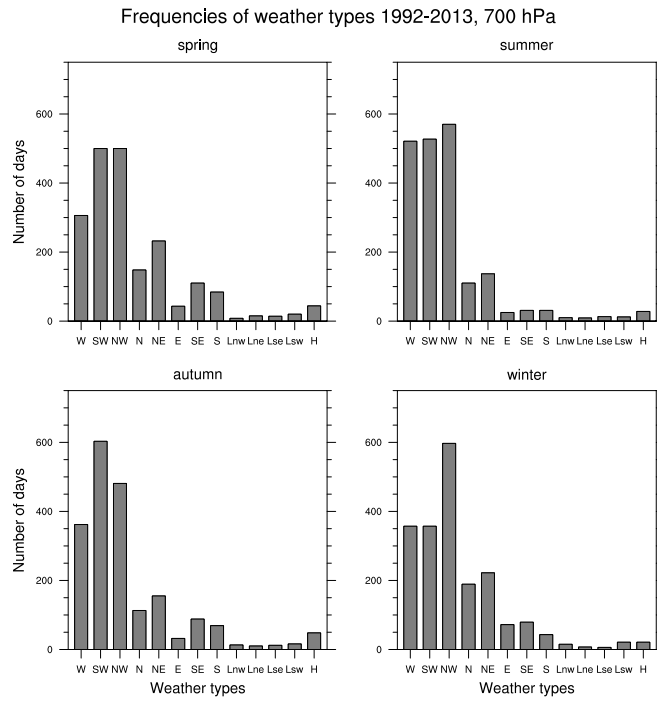 Frequencies of weather types 1992-2013, 700 hPa
spring
Number of days
600
400
200
0
W SW NW N NE E SE S Lnw Lne Lse Lsw H
summer
600
400
200
0
W SW NW N NE E SE S Lnw Lne Lse Lsw H
autumn
Number of days
600
400
200
0
W SW NW N NE E SE S Lnw Lne Lse Lsw H
Weather types
winter
600
400
200
0
W SW NW N NE E SE S Lnw Lne Lse Lsw H
Weather types